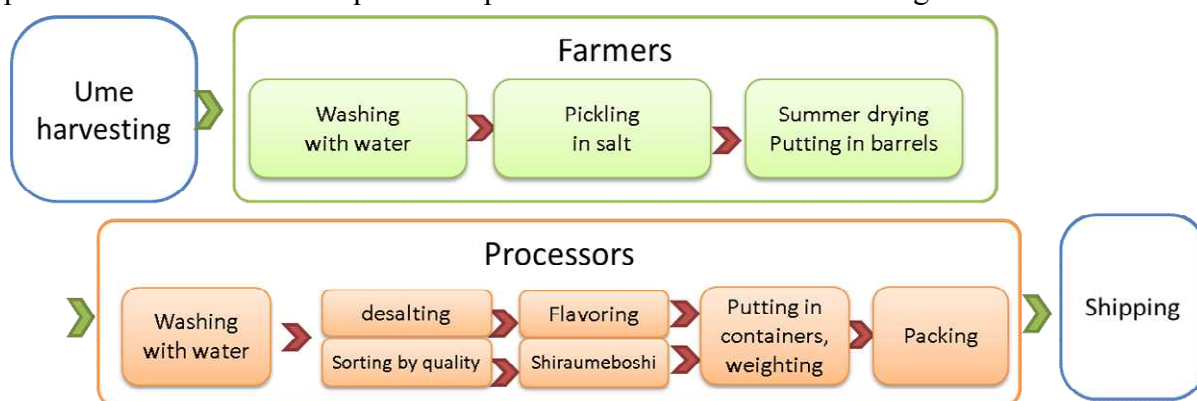 Ume
harvesting
Farmers
Washing
with water
Pickling
in salt
Summer drying
Putting in barrels
Processors
Washing
with water
desalting
Sorting by quality
Flavoring
Shiraumeboshi
Putting in
containers,
weighting
Packing
Shipping